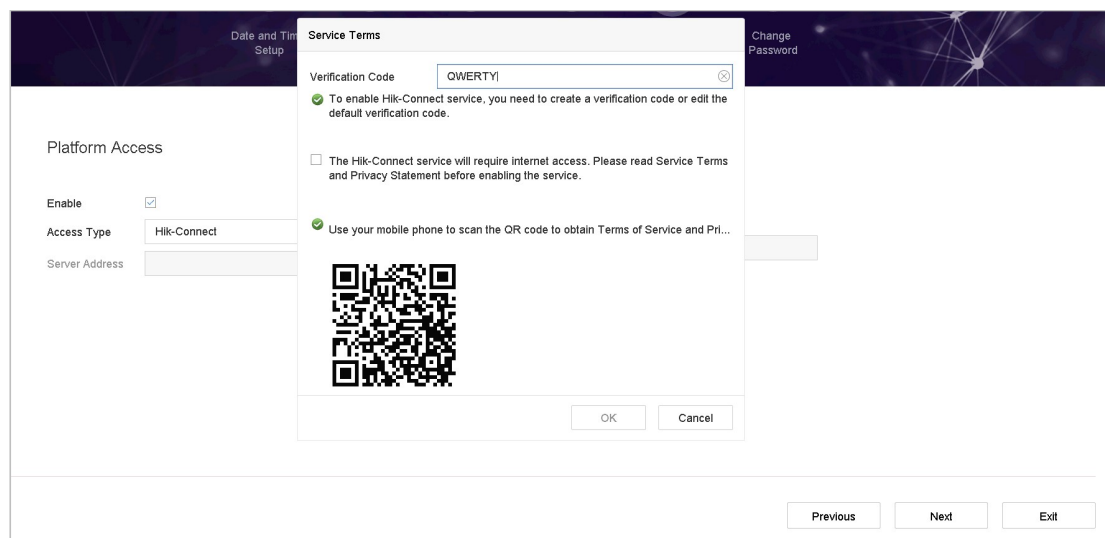 Date and Tim
Setup
Service Terms
Change
Password
Verification Code
QWERTY
To enable Hik-Connect service, you need to create a verification code or edit the
default verification code.
Platform Access
The Hik-Connect service will require internet access. Please read Service Terms
and Privacy Statement before enabling the service.
Enable
Access Type
Hik-Connect
Use your mobile phone to scan the QR code to obtain Terms of Service and Pri...
Server Address
OK
Cancel
Previous
Next
Exit